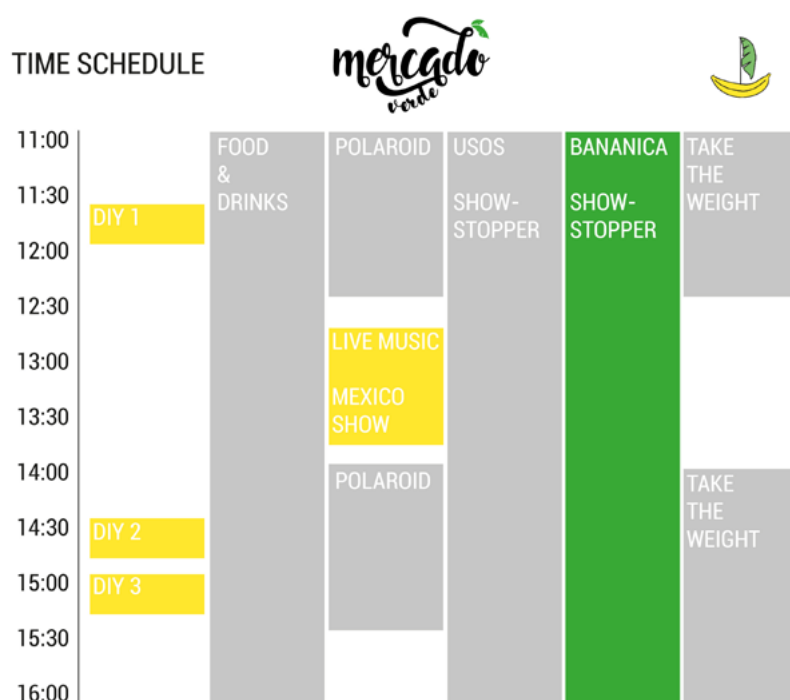 TIME SCHEDULE
mercado
verde
11:00
11:30
12:00
12:30
13:00
13:30
14:00
14:30
15:00
15:30
16:00
DIY 1
DIY 2
DIY 3
FOOD
&
DRINKS
POLAROID
LIVE MUSIC
MEXICO
SHOW
POLAROID
USOS
SHOW-
STOPPER
BANANICA
SHOW-
STOPPER
TAKE
THE
WEIGHT
TAKE
THE
WEIGHT